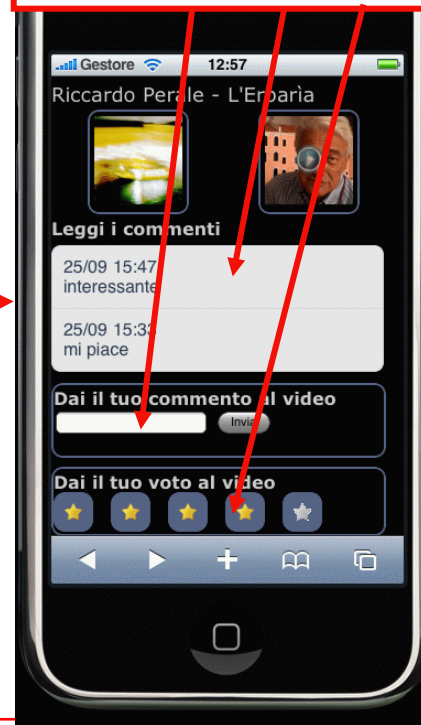 Gestore 12:57
Riccardo Perale - L'Erbarìa
Leggi i commenti
25/09 15:47
interessante
25/09 15:33
mi piace
Dai il tuo commento al video
Invia
Dai il tuo voto al video